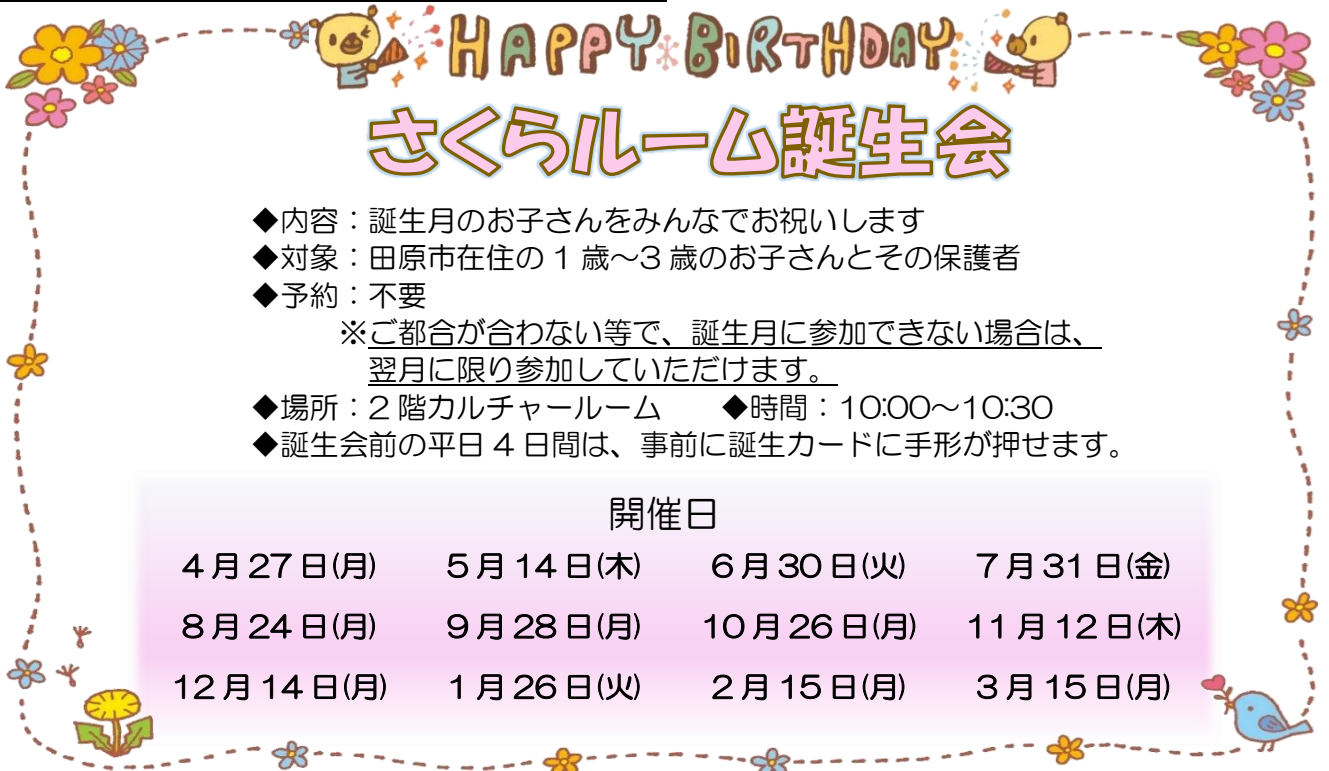 HAPPY BIRTHDAY
さくらルーム誕生会
◆内容：誕生月のお子さんをみんなでお祝いします
◆対象：田原市在住の1歳～3歳のお子さんとその保護者
◆予約：不要
※ご都合が合わない等で、誕生月に参加できない場合は、
翌月に限り参加していただけます。
◆場所：2階カルチャールーム　　◆時間：10:00～10:30
◆誕生会前の平日4日間は、事前に誕生カードに手形が押せます。
開催日
4月27日(月)　5月14日(木)　6月30日(火)　7月31日(金)
8月24日(月)　9月28日(月)　10月26日(月)　11月12日(木)
12月14日(月)　1月26日(火)　2月15日(月)　3月15日(月)